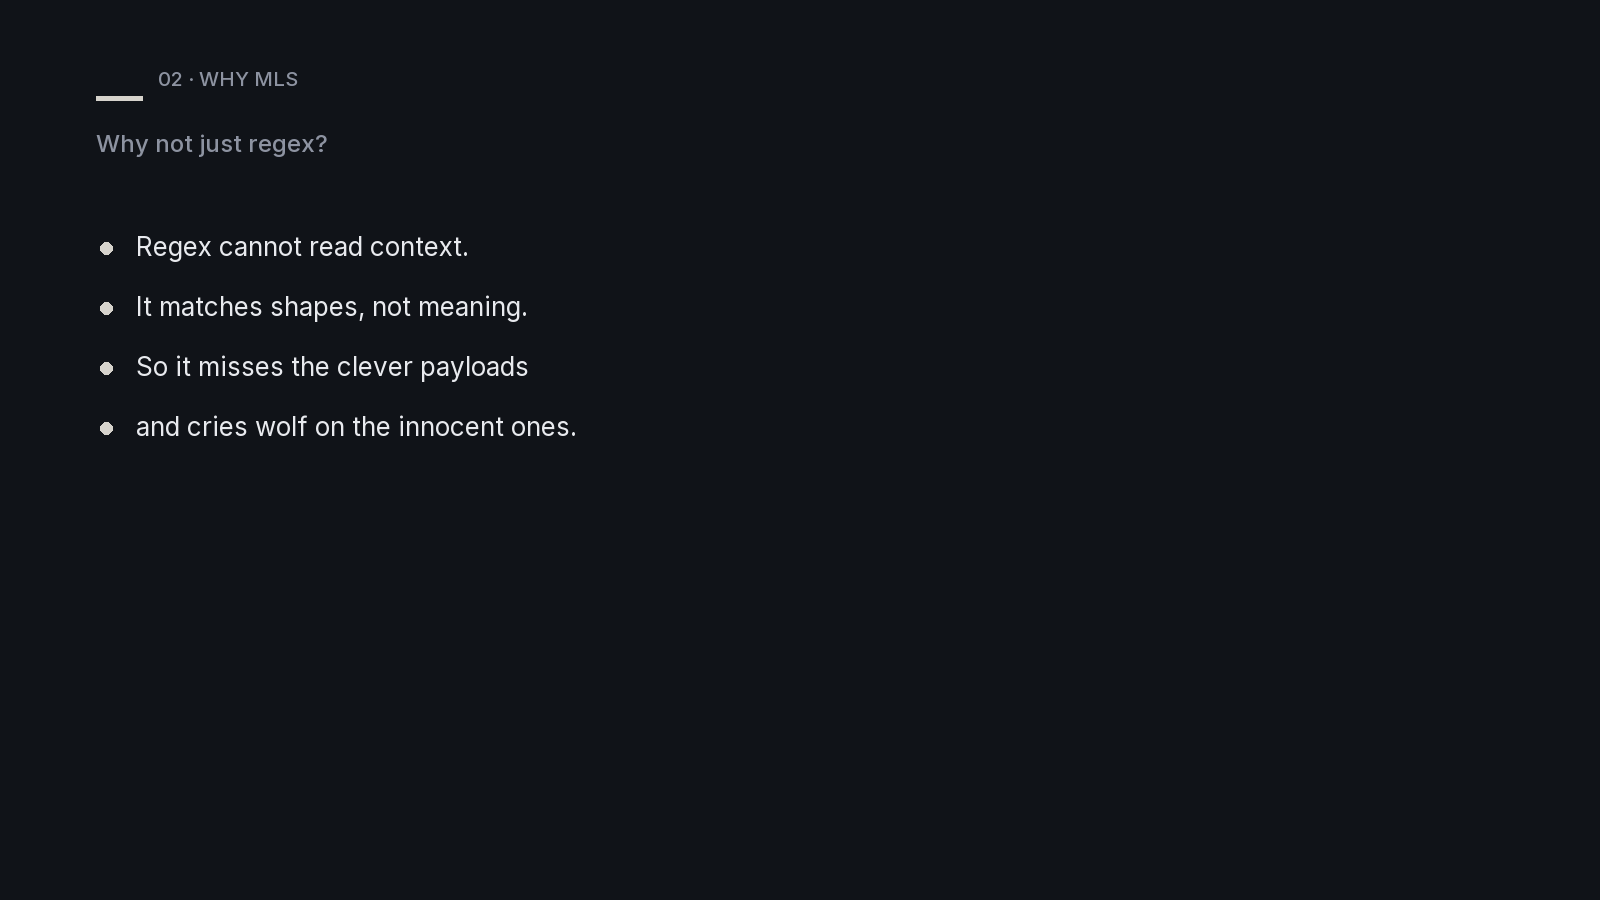 02 · WHY MLS
Why not just regex?
Regex cannot read context.
It matches shapes, not meaning.
So it misses the clever payloads
and cries wolf on the innocent ones.